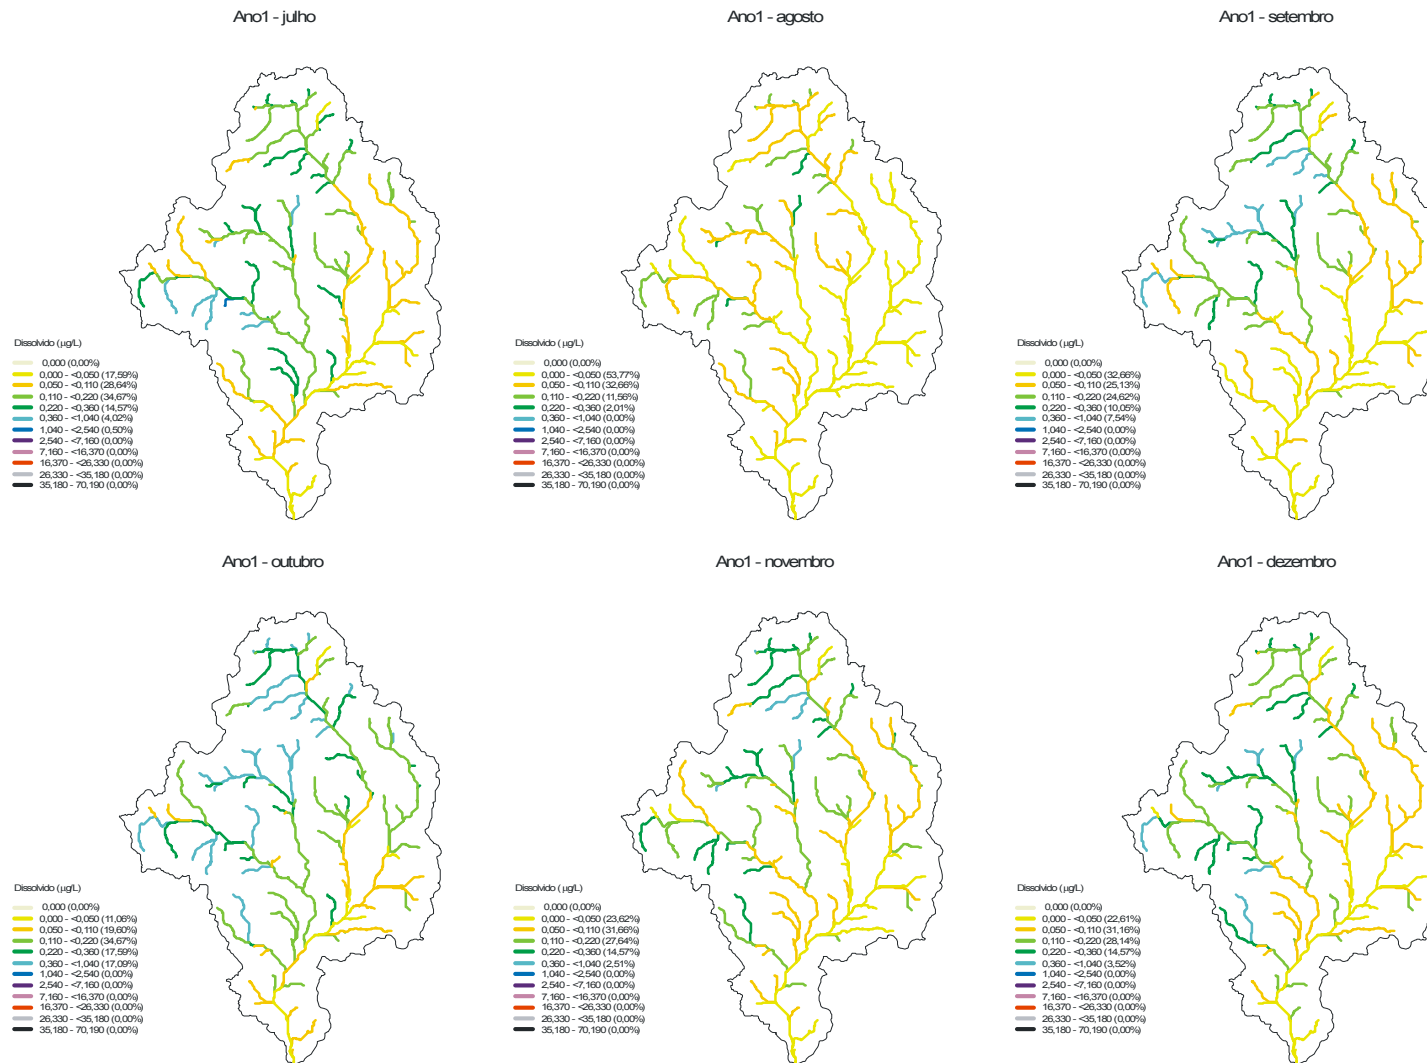 Ano1 - julho
Ano1 - agosto
Ano1 - setembro
Dissolvido (µg/L)
0,000 (0,00%)
0,000 - <0,050 (17,59%)
0,050 - <0,110 (28,64%)
0,110 - <0,220 (34,67%)
0,220 - <0,360 (14,57%)
0,360 - <1,040 (4,02%)
1,040 - <2,540 (0,50%)
2,540 - <7,160 (0,00%)
7,160 - <16,370 (0,00%)
16,370 - <26,330 (0,00%)
26,330 - <35,180 (0,00%)
35,180 - 70,190 (0,00%)
Dissolvido (µg/L)
0,000 (0,00%)
0,000 - <0,050 (53,77%)
0,050 - <0,110 (32,66%)
0,110 - <0,220 (11,56%)
0,220 - <0,360 (2,01%)
0,360 - <1,040 (0,00%)
1,040 - <2,540 (0,00%)
2,540 - <7,160 (0,00%)
7,160 - <16,370 (0,00%)
16,370 - <26,330 (0,00%)
26,330 - <35,180 (0,00%)
35,180 - 70,190 (0,00%)
Dissolvido (µg/L)
0,000 (0,00%)
0,000 - <0,050 (32,66%)
0,050 - <0,110 (25,13%)
0,110 - <0,220 (24,62%)
0,220 - <0,360 (10,05%)
0,360 - <1,040 (7,54%)
1,040 - <2,540 (0,00%)
2,540 - <7,160 (0,00%)
7,160 - <16,370 (0,00%)
16,370 - <26,330 (0,00%)
26,330 - <35,180 (0,00%)
35,180 - 70,190 (0,00%)
Ano1 - outubro
Ano1 - novembro
Ano1 - dezembro
Dissolvido (µg/L)
0,000 (0,00%)
0,000 - <0,050 (11,06%)
0,050 - <0,110 (19,60%)
0,110 - <0,220 (34,67%)
0,220 - <0,360 (17,59%)
0,360 - <1,040 (17,09%)
1,040 - <2,540 (0,00%)
2,540 - <7,160 (0,00%)
7,160 - <16,370 (0,00%)
16,370 - <26,330 (0,00%)
26,330 - <35,180 (0,00%)
35,180 - 70,190 (0,00%)
Dissolvido (µg/L)
0,000 (0,00%)
0,000 - <0,050 (23,62%)
0,050 - <0,110 (31,66%)
0,110 - <0,220 (27,64%)
0,220 - <0,360 (14,57%)
0,360 - <1,040 (2,51%)
1,040 - <2,540 (0,00%)
2,540 - <7,160 (0,00%)
7,160 - <16,370 (0,00%)
16,370 - <26,330 (0,00%)
26,330 - <35,180 (0,00%)
35,180 - 70,190 (0,00%)
Dissolvido (µg/L)
0,000 (0,00%)
0,000 - <0,050 (22,61%)
0,050 - <0,110 (31,16%)
0,110 - <0,220 (28,14%)
0,220 - <0,360 (14,57%)
0,360 - <1,040 (3,52%)
1,040 - <2,540 (0,00%)
2,540 - <7,160 (0,00%)
7,160 - <16,370 (0,00%)
16,370 - <26,330 (0,00%)
26,330 - <35,180 (0,00%)
35,180 - 70,190 (0,00%)